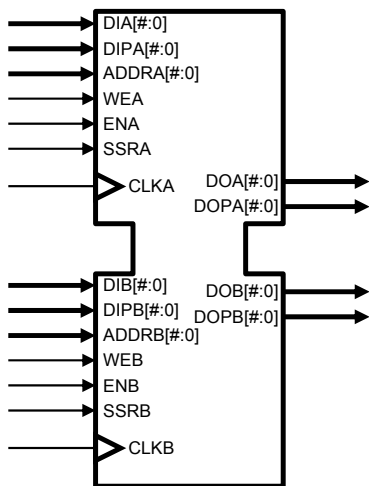 DIA[#:0]
DIPA[#:0]
ADDRA[#:0]
WEA
ENA
SSRA
CLKA
DOA[#:0]
DOPA[#:0]
DIB[#:0]
DIPB[#:0]
ADDRB[#:0]
WEB
ENB
SSRB
CLKB
DOB[#:0]
DOPB[#:0]